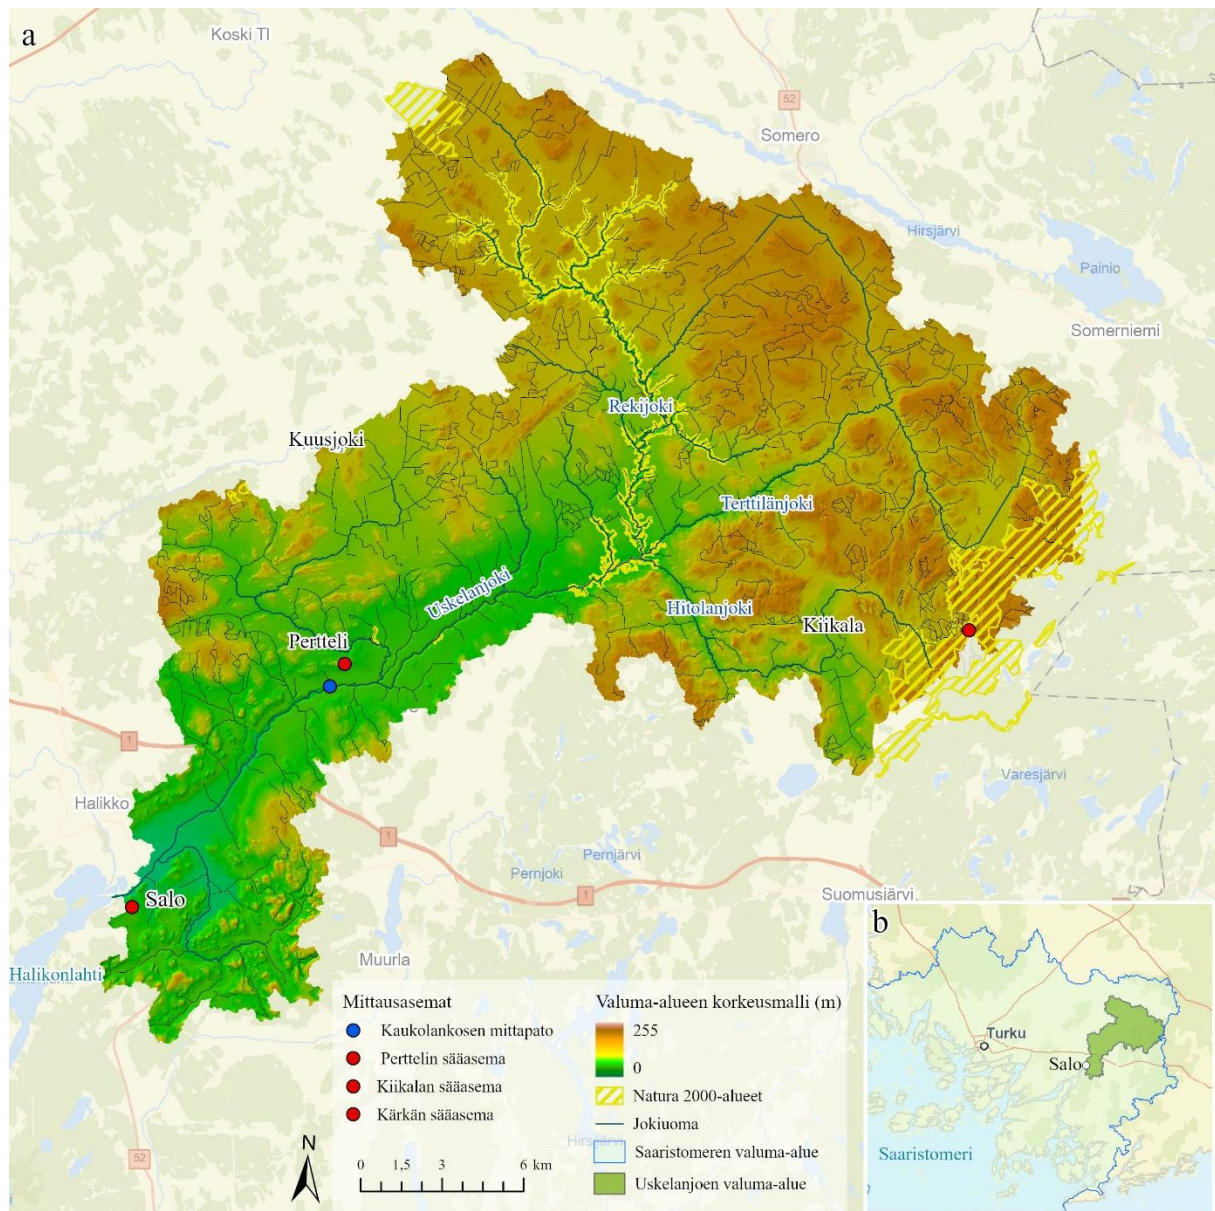 a
Koski Tl
52
Somero
Hirsjärvi
Painio
Somerniemi
Rekijoki
Kuusjoki
Terttilänjoki
Uskelanjoki
Hitolanjoki
Kiikala
Pertteli
1
Varesjärvi
Halikko
1
Pernjärvi
Pernjoki
1
Suomusjärvi
Salo
Muurla
Halikonlahti
52
Hirsjärvi
Mittausasemat
Kaukolankosen mittapato
Perttelin sääasema
Kiikalan sääasema
Kärkän sääasema
N
0 1,5 3 6 km
Valuma-alueen korkeusmalli (m)
255
0
Natura 2000-alueet
Jokiuoma
Saaristomeren valuma-alue
Uskelanjoen valuma-alue
b
Turku
Salo
Saaristomeri